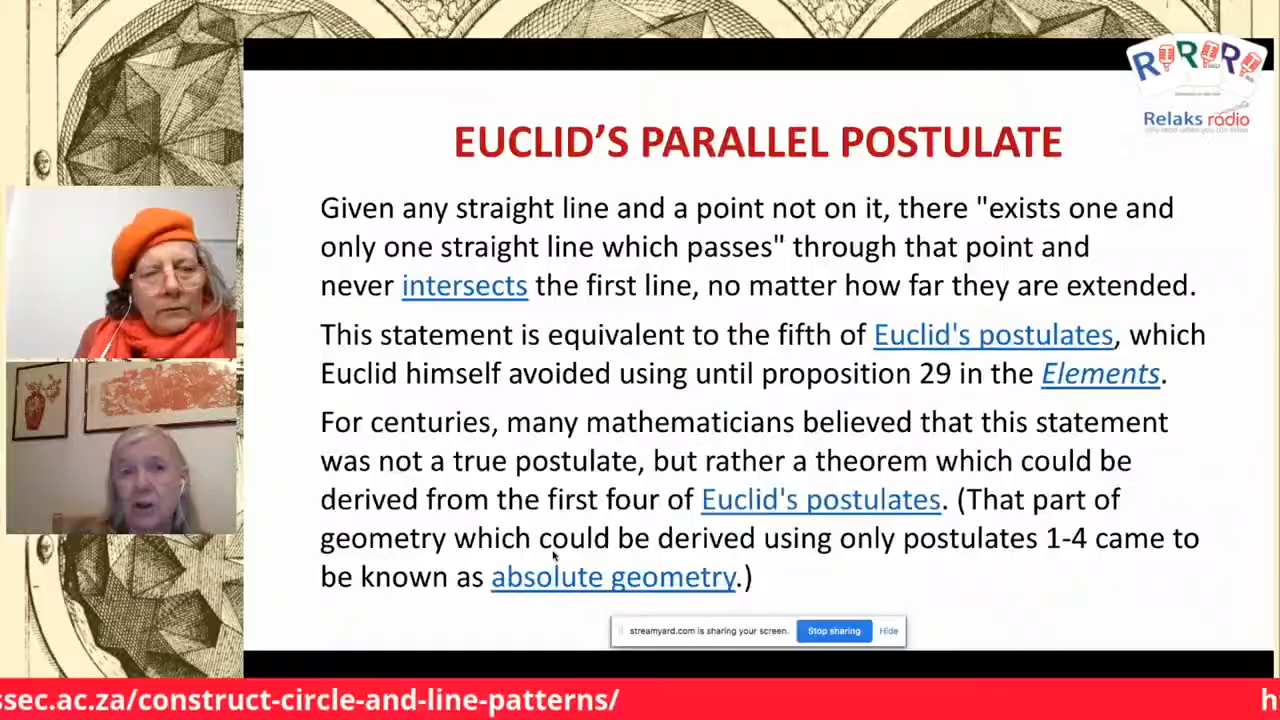 RRRR
Relaks radio
EUCLID’S PARALLEL POSTULATE
Given any straight line and a point not on it, there "exists one and
only one straight line which passes" through that point and
never intersects the first line, no matter how far they are extended.
This statement is equivalent to the fifth of Euclid's postulates, which
Euclid himself avoided using until proposition 29 in the Elements.
For centuries, many mathematicians believed that this statement
was not a true postulate, but rather a theorem which could be
derived from the first four of Euclid's postulates. (That part of
geometry which could be derived using only postulates 1-4 came to
be known as absolute geometry.)
streamyard.com is sharing your screen. Stop sharing Hide
ssec.ac.za/construct-circle-and-line-patterns/ h